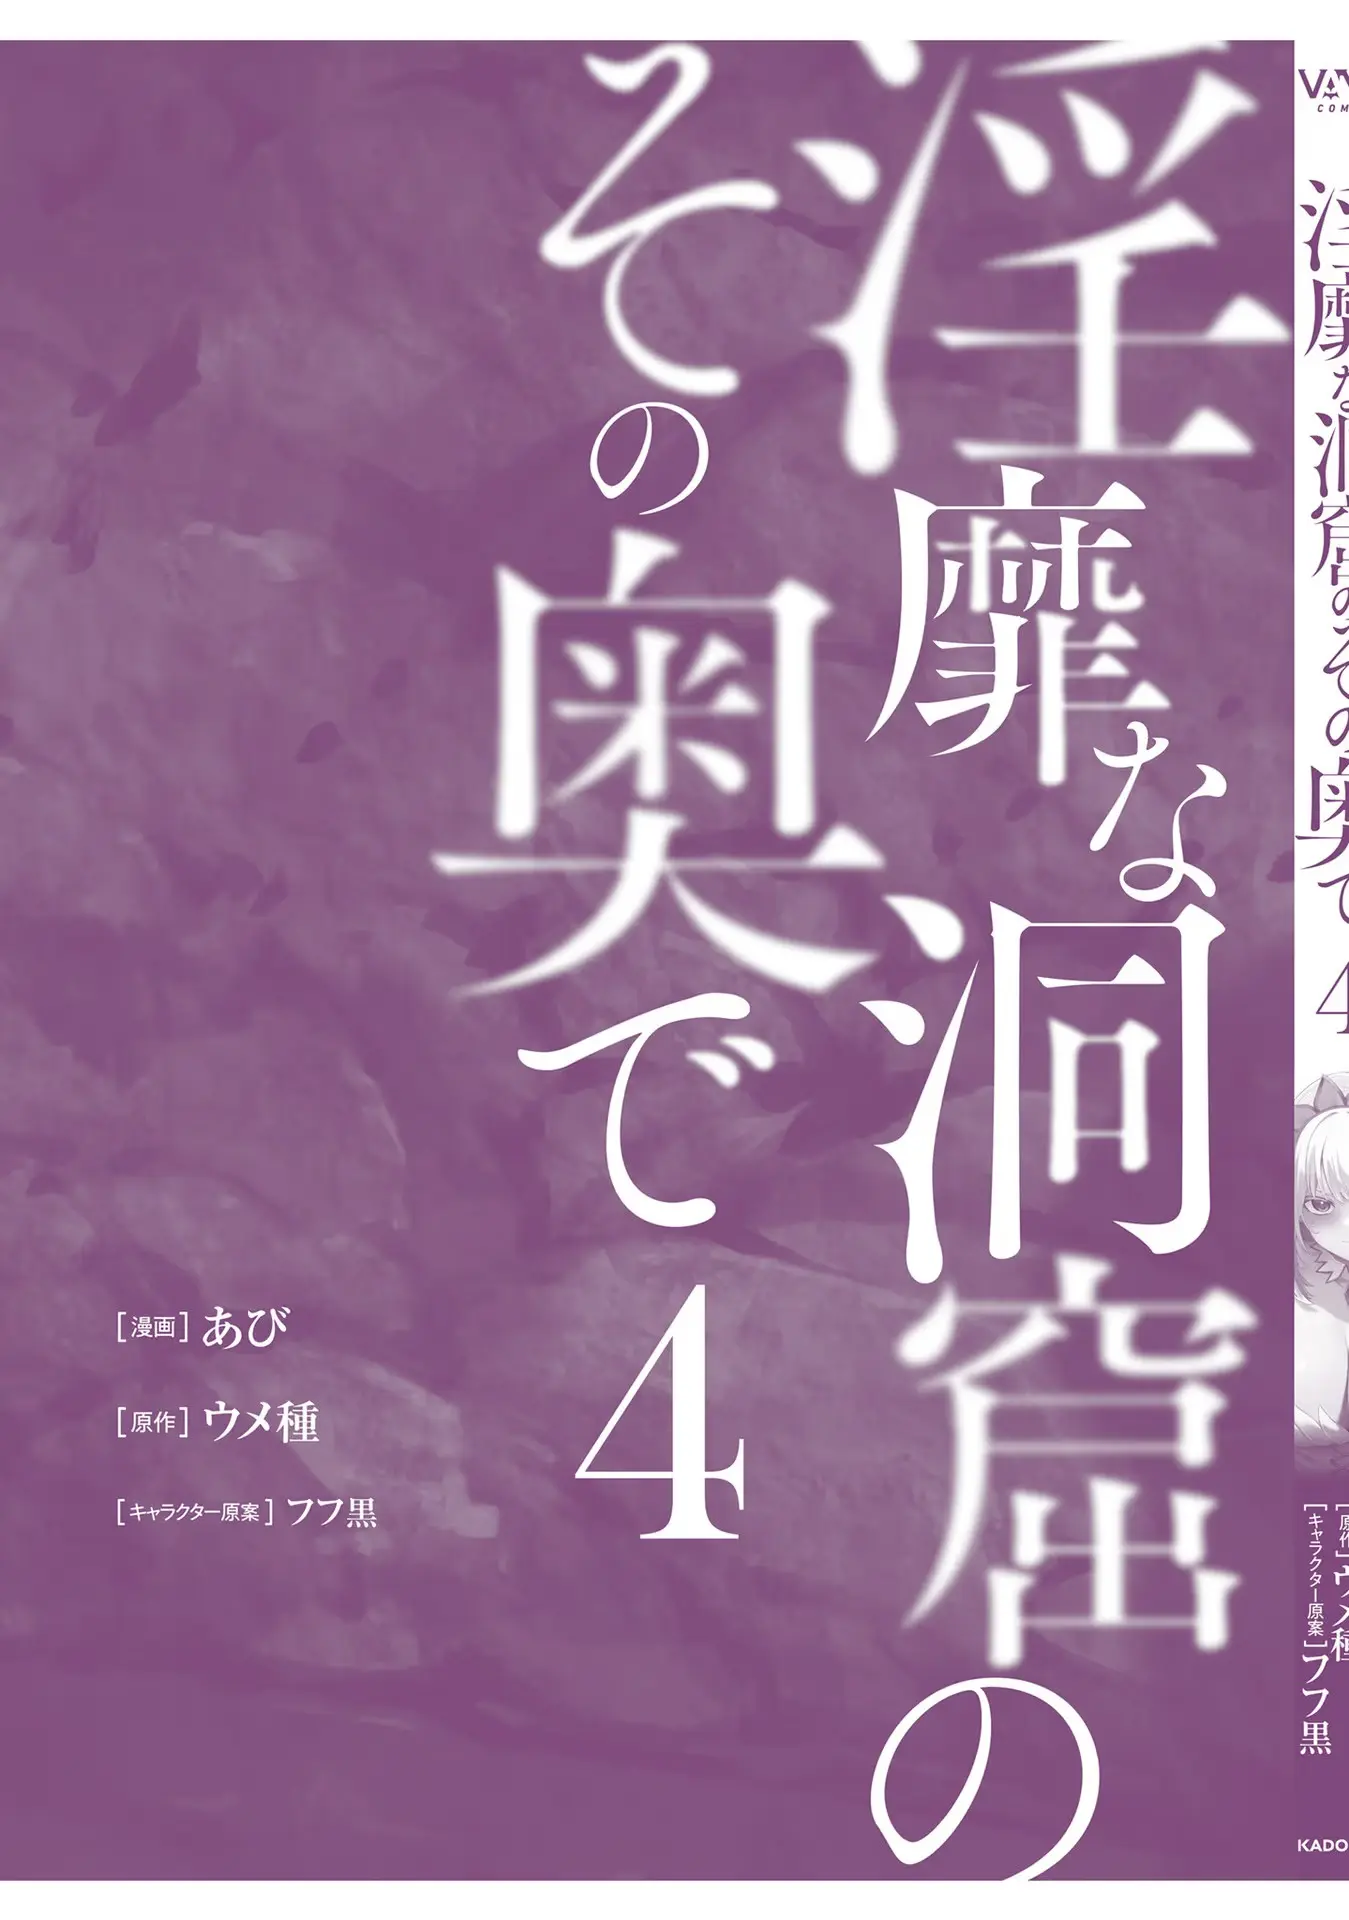 淫靡な洞窟の
その奥で
4
[漫画] あび
[原作] ウメ種
[キャラクター原案] フフ黒
淫靡な洞窟のその奥で 4
[原作] ウメ種
[キャラクター原案] フフ黒